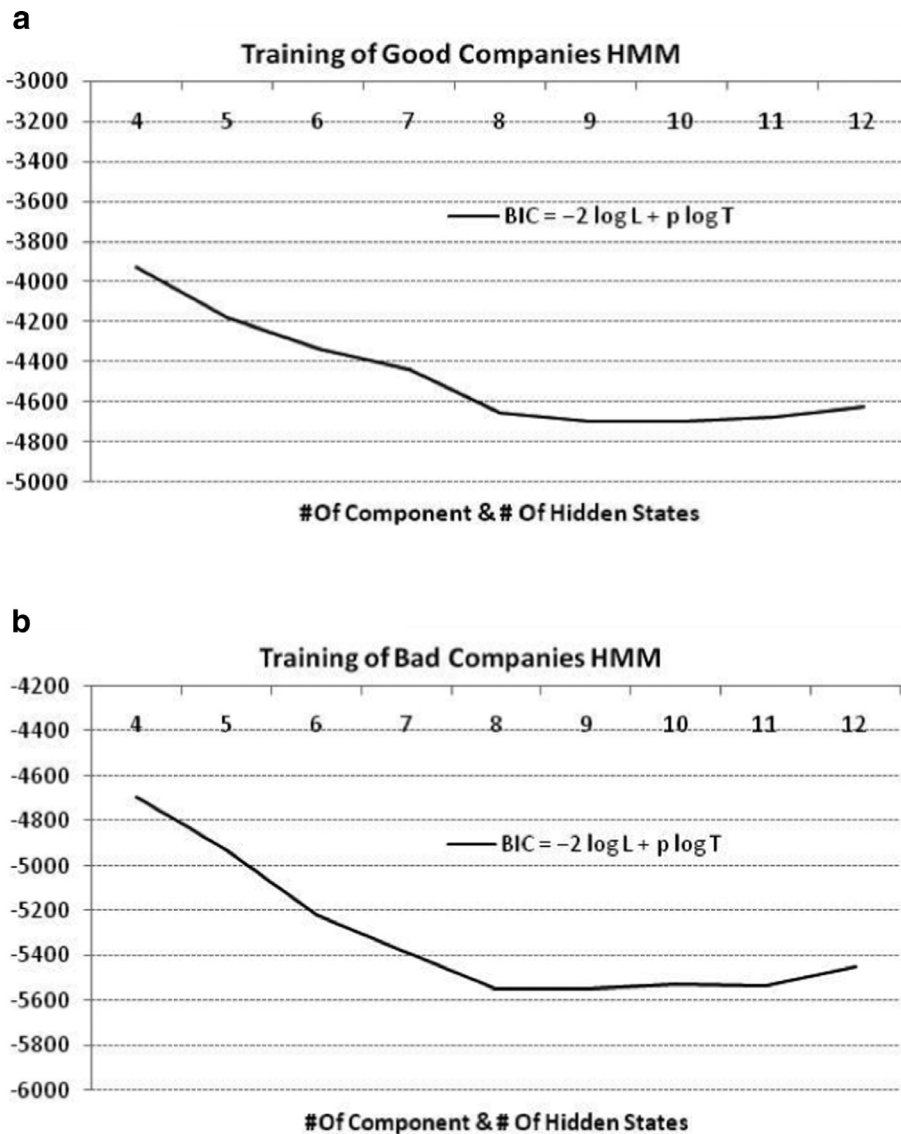 a
Training of Good Companies HMM
-3000
4 5 6 7 8 9 10 11 12
-3200
-3400
-3600
BIC = −2 log L + p log T
-3800
-4000
-4200
-4400
-4600
-4800
-5000
#Of Component & # Of Hidden States
b
Training of Bad Companies HMM
-4200
4 5 6 7 8 9 10 11 12
-4400
-4600
-4800
BIC = −2 log L + p log T
-5000
-5200
-5400
-5600
-5800
-6000
#Of Component & # Of Hidden States